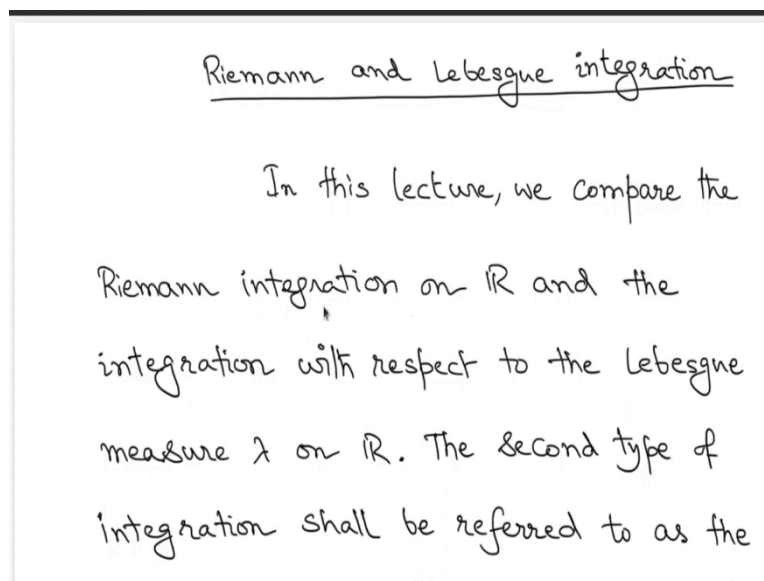 Riemann and Lebesgue integration
In this lecture, we compare the
Riemann integration on ℝ and the
integration with respect to the Lebesgue
measure λ on ℝ. The second type of
integration shall be referred to as the